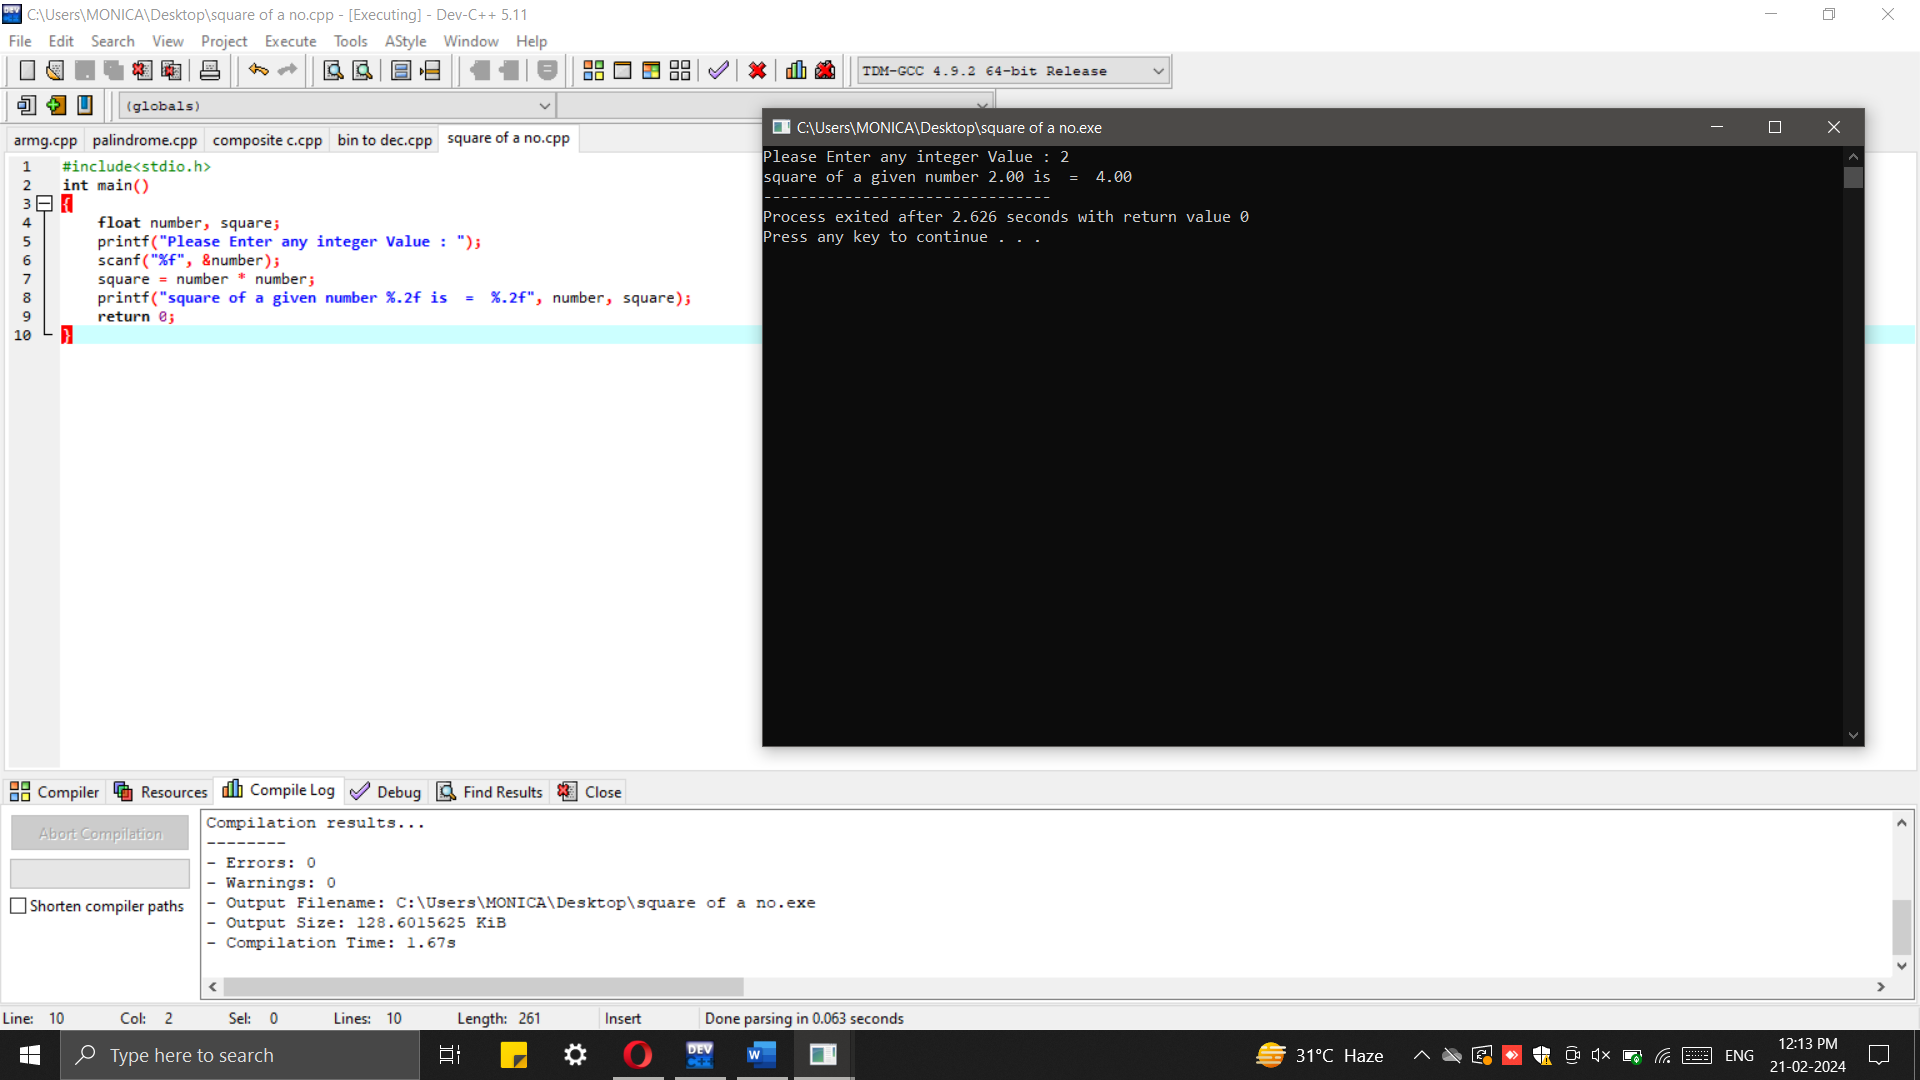 C:\Users\MONICA\Desktop\square of a no.cpp - [Executing] - Dev-C++ 5.11
File Edit Search View Project Execute Tools AStyle Window Help
TDM-GCC 4.9.2 64-bit Release
(globals)
armg.cpp palindrome.cpp composite c.cpp bin to dec.cpp square of a no.cpp
1 #include<stdio.h>
2 int main()
3 {
4 float number, square;
5 printf("Please Enter any integer Value : ");
6 scanf("%f", &number);
7 square = number * number;
8 printf("square of a given number %.2f is  =  %.2f", number, square);
9 return 0;
10 }
C:\Users\MONICA\Desktop\square of a no.exe
Please Enter any integer Value : 2
square of a given number 2.00 is  =  4.00
--------------------------------
Process exited after 2.626 seconds with return value 0
Press any key to continue . . .
Compiler Resources Compile Log Debug Find Results Close
Abort Compilation
Shorten compiler paths
Compilation results...
--------
- Errors: 0
- Warnings: 0
- Output Filename: C:\Users\MONICA\Desktop\square of a no.exe
- Output Size: 128.6015625 KiB
- Compilation Time: 1.67s
Line: 10 Col: 2 Sel: 0 Lines: 10 Length: 261 Insert Done parsing in 0.063 seconds
Type here to search
DEV
W
31°C Haze
ENG
12:13 PM
21-02-2024